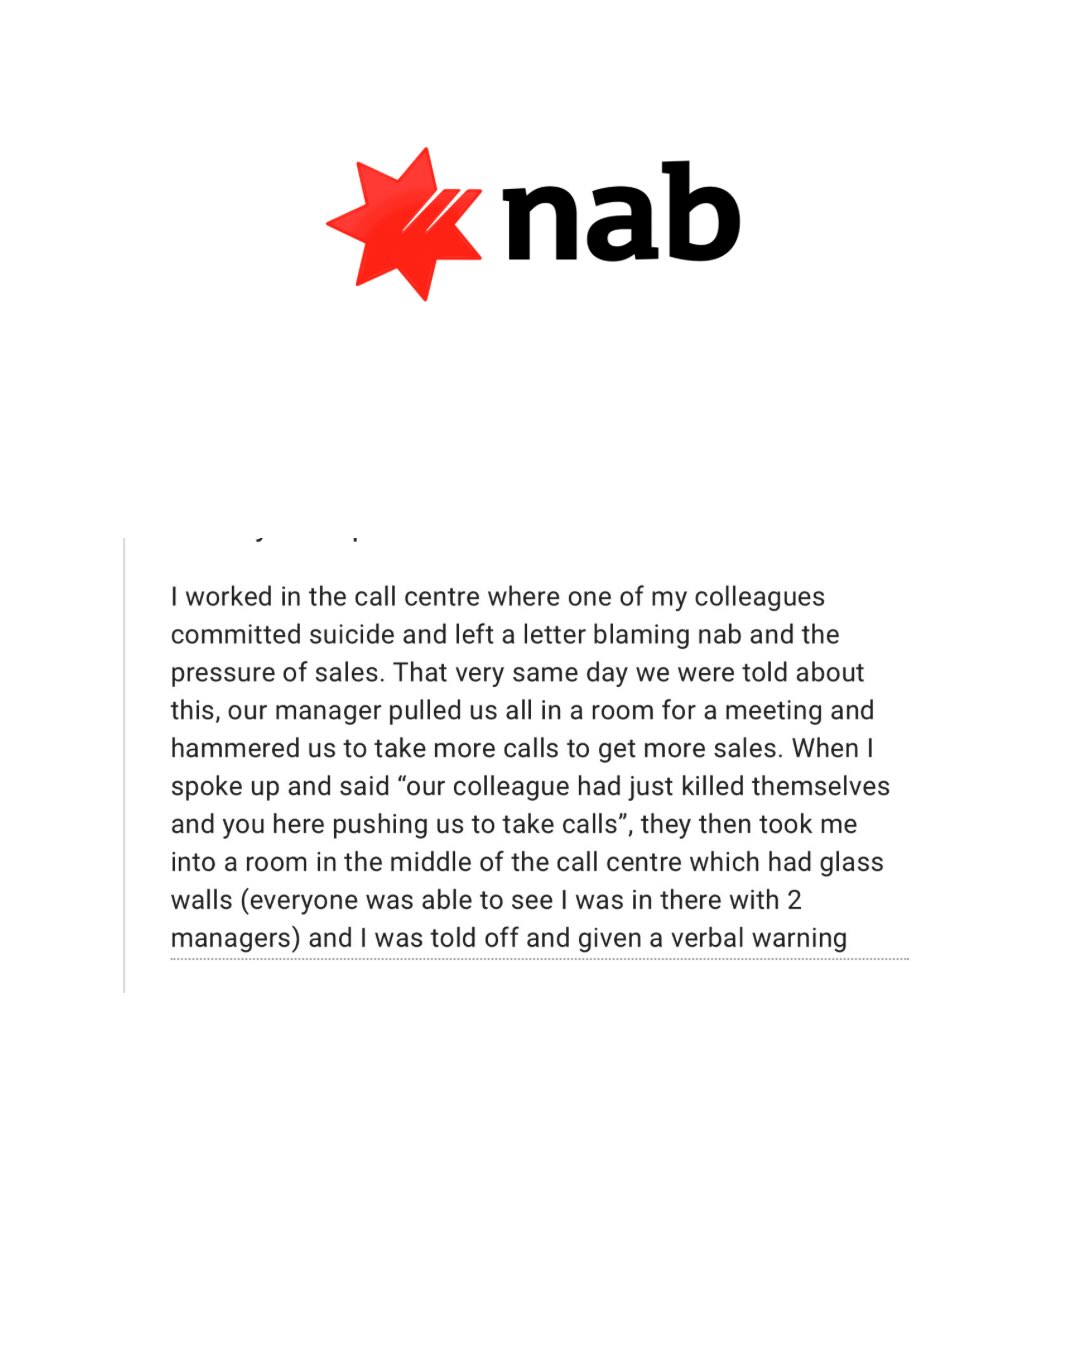 nab
I worked in the call centre where one of my colleagues
committed suicide and left a letter blaming nab and the
pressure of sales. That very same day we were told about
this, our manager pulled us all in a room for a meeting and
hammered us to take more calls to get more sales. When I
spoke up and said “our colleague had just killed themselves
and you here pushing us to take calls”, they then took me
into a room in the middle of the call centre which had glass
walls (everyone was able to see I was in there with 2
managers) and I was told off and given a verbal warning